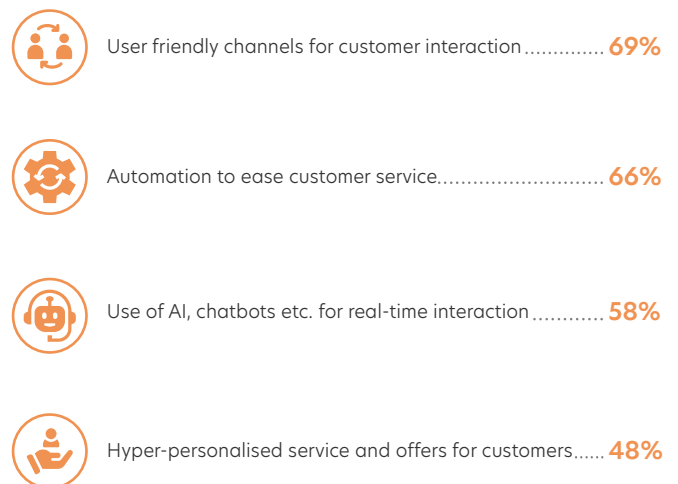 User friendly channels for customer interaction .............. 69%
Automation to ease customer service............................ 66%
Use of AI, chatbots etc. for real-time interaction ............ 58%
Hyper-personalised service and offers for customers...... 48%